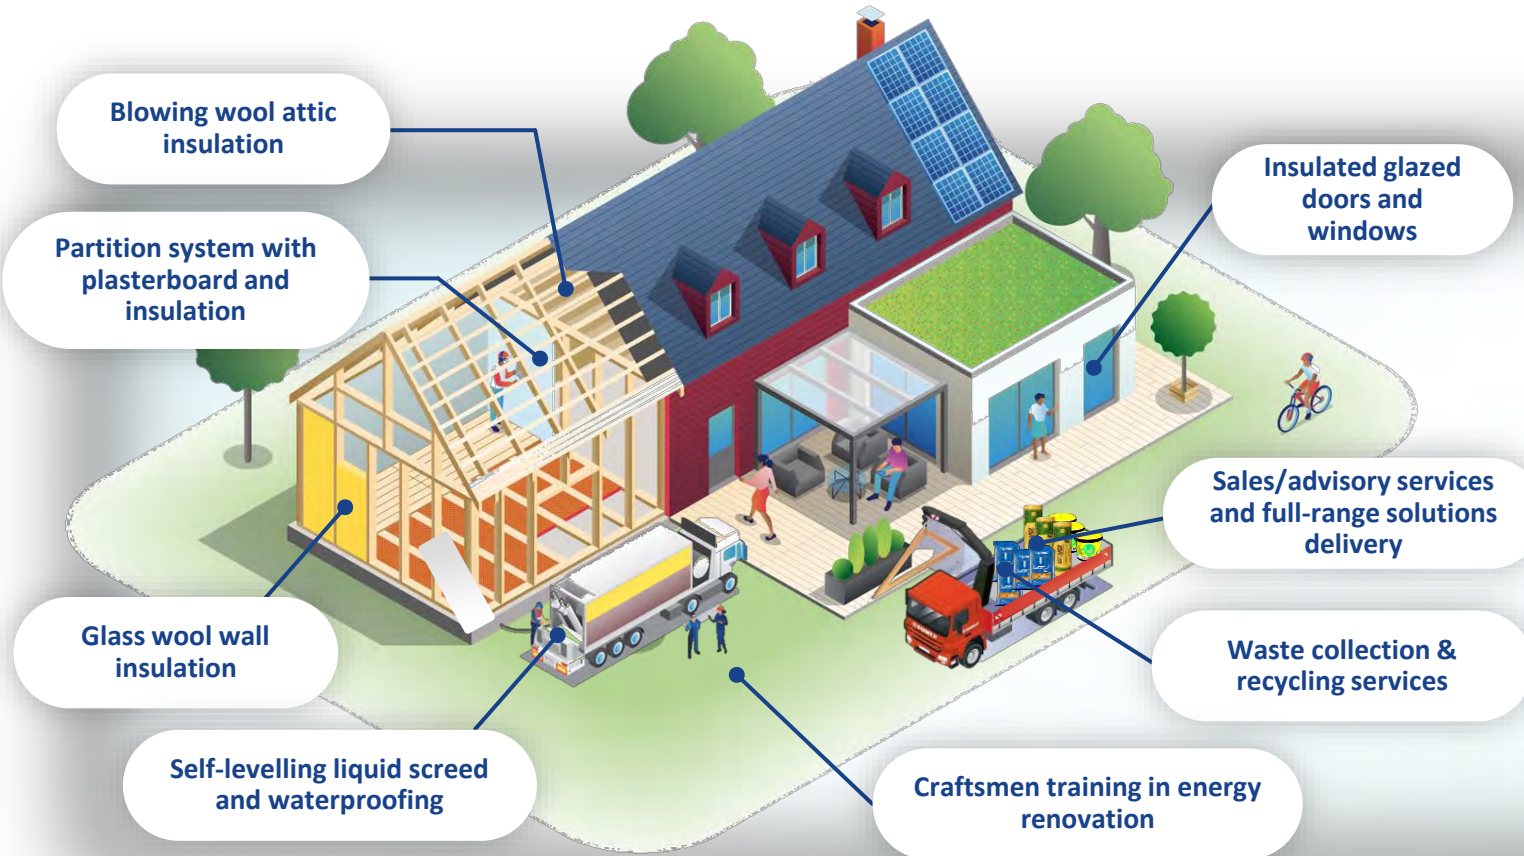 Blowing wool attic
insulation
Partition system with
plasterboard and
insulation
Insulated glazed
doors and
windows
Sales/advisory services
and full-range solutions
delivery
Glass wool wall
insulation
Waste collection &
recycling services
Self-levelling liquid screed
and waterproofing
Craftsmen training in energy
renovation